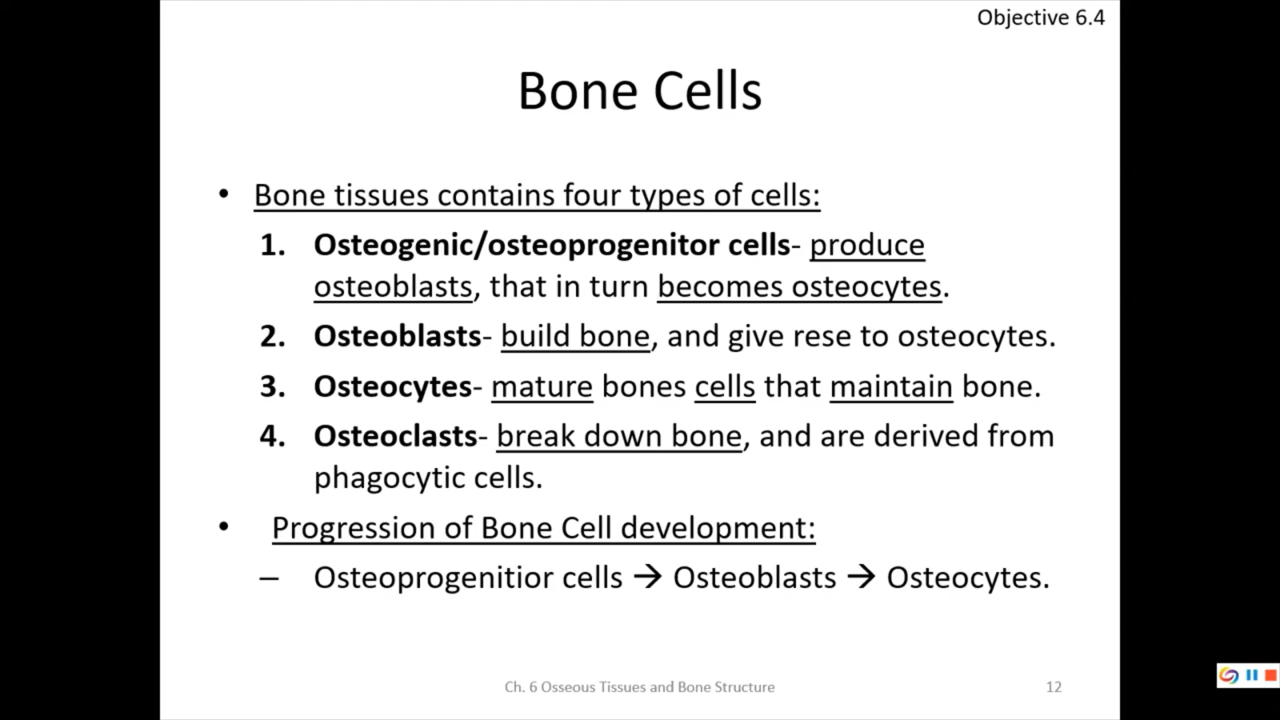 Objective 6.4
Bone Cells
• Bone tissues contains four types of cells:
1. Osteogenic/osteoprogenitor cells- produce
osteoblasts, that in turn becomes osteocytes.
2. Osteoblasts- build bone, and give rese to osteocytes.
3. Osteocytes- mature bones cells that maintain bone.
4. Osteoclasts- break down bone, and are derived from
phagocytic cells.
• Progression of Bone Cell development:
– Osteoprogenitior cells → Osteoblasts → Osteocytes.
Ch. 6 Osseous Tissues and Bone Structure
12